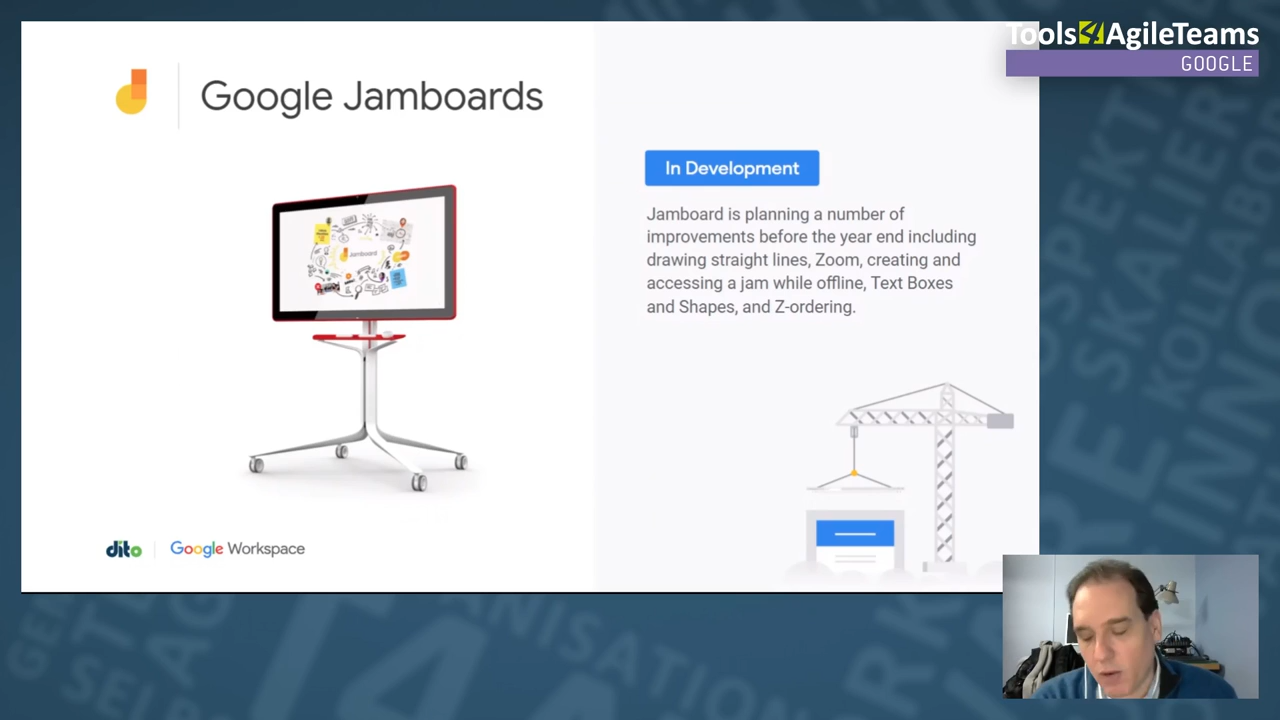 Tools4AgileTeams
GOOGLE
Google Jamboards
In Development
Jamboard is planning a number of
improvements before the year end including
drawing straight lines, Zoom, creating and
accessing a jam while offline, Text Boxes
and Shapes, and Z-ordering.
Jamboard
dito
Google Workspace